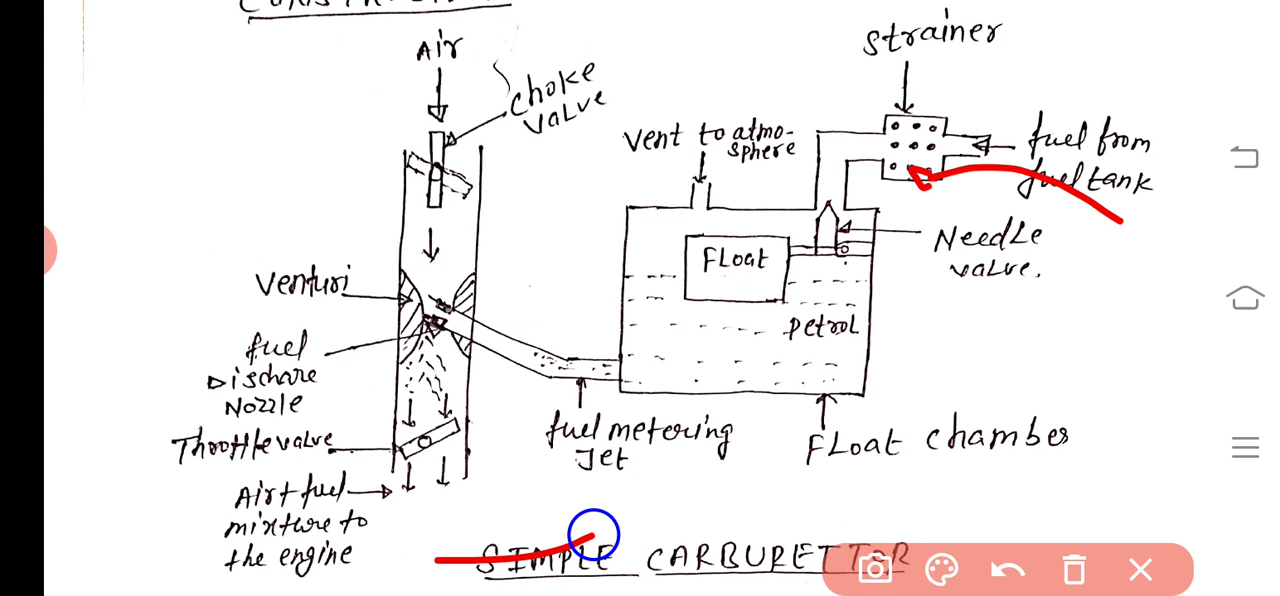 Air
Choke
valve
Strainer
Vent to atmo-
sphere
fuel from
fuel tank
Needle
valve.
Float
Venturi
petrol
fuel
Dischare
Nozzle
Throttle valve
fuel metering
Jet
Float chamber
Air + fuel
mixture to
the engine
SIMPLE CARBURETTOR